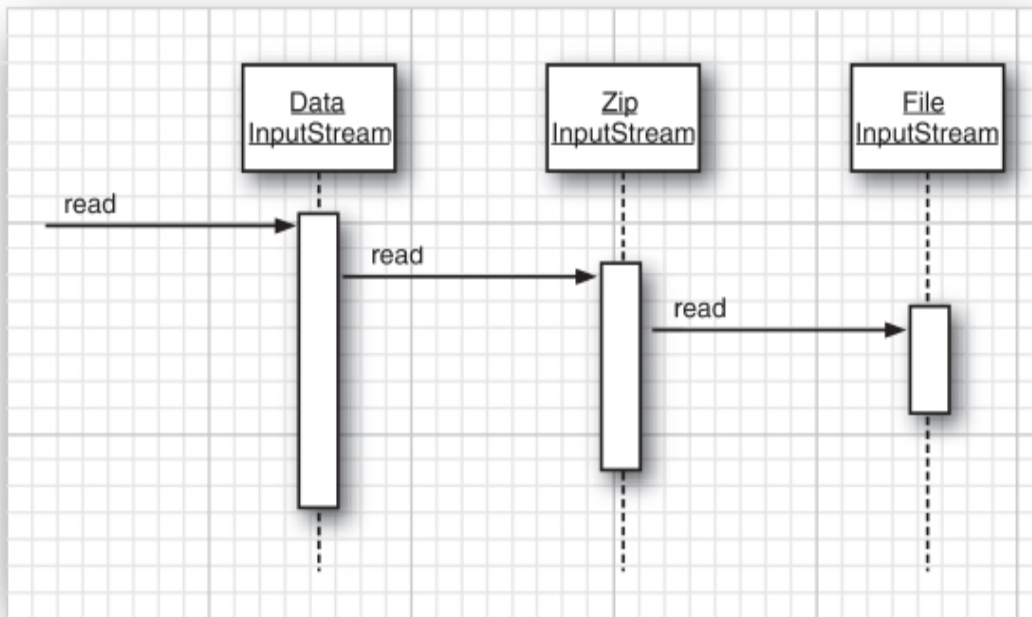 Data
InputStream
Zip
InputStream
File
InputStream
read
read
read